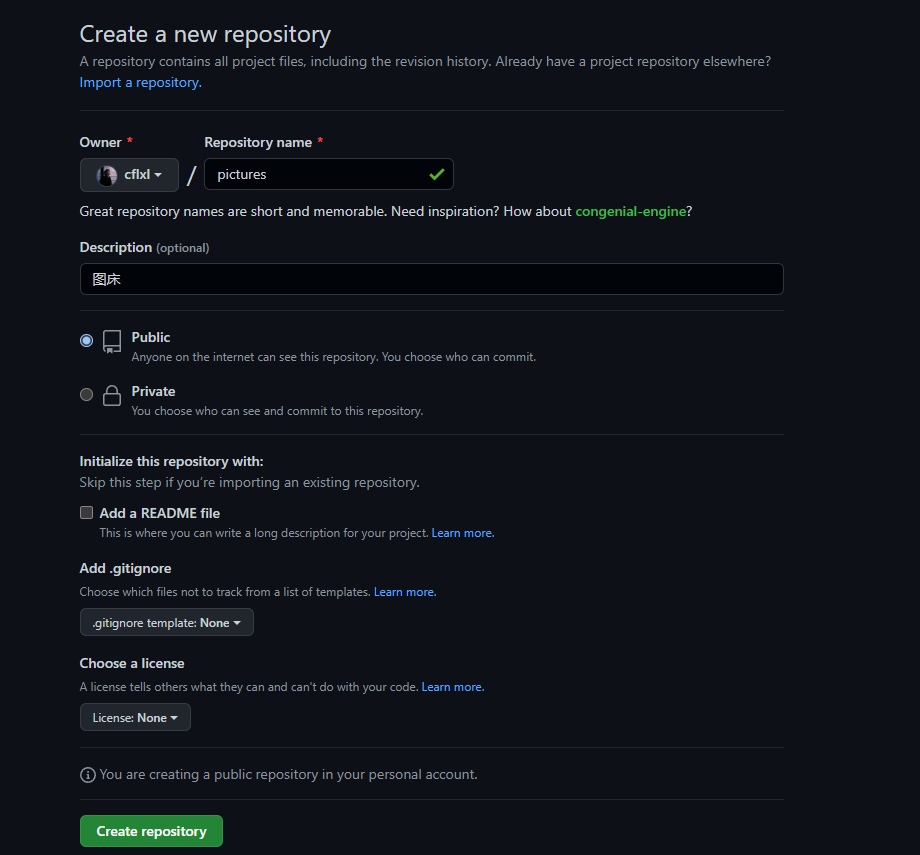 Create a new repository
A repository contains all project files, including the revision history. Already have a project repository elsewhere?
Import a repository.
Owner * Repository name *
cflxl / pictures
Great repository names are short and memorable. Need inspiration? How about congenial-engine?
Description (optional)
图床
Public
Anyone on the internet can see this repository. You choose who can commit.
Private
You choose who can see and commit to this repository.
Initialize this repository with:
Skip this step if you're importing an existing repository.
Add a README file
This is where you can write a long description for your project. Learn more.
Add .gitignore
Choose which files not to track from a list of templates. Learn more.
.gitignore template: None
Choose a license
A license tells others what they can and can't do with your code. Learn more.
License: None
You are creating a public repository in your personal account.
Create repository